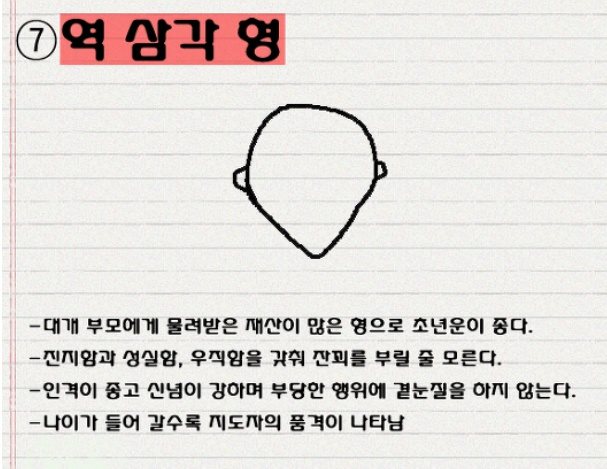 ⑦역 삼각 형
-대개 부모에게 물려받은 재산이 많은 형으로 초년운이 좋다.
-진지함과 성실함, 우직함을 갖춰 잔꾀를 부릴 줄 모른다.
-인격이 좋고 신념이 강하며 부당한 행위에 곁눈질을 하지 않는다.
-나이가 들어 갈수록 지도자의 품격이 나타남